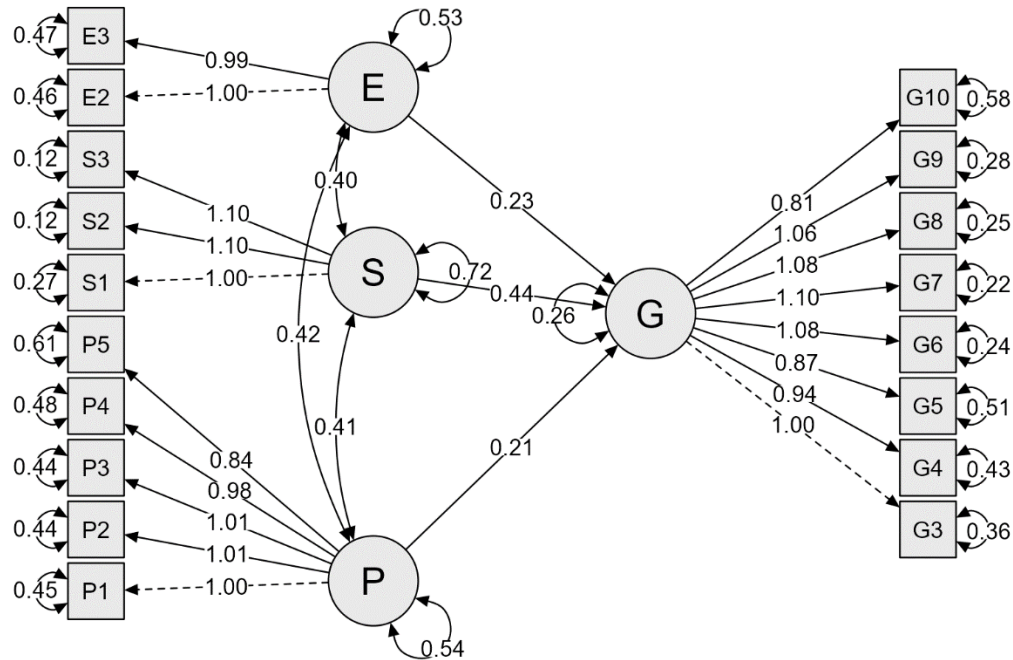 0.47 E3
0.99
0.46 E2
1.00
0.12 S3
1.10
0.12 S2
1.10
0.27 S1
1.00
0.61 P5
0.84
0.48 P4
0.98
0.44 P3
1.01
0.44 P2
1.01
0.45 P1
1.00
E 0.53
0.40
S 0.72
0.42
0.41
P 0.54
0.23
0.44
0.21
0.26 G
0.81
1.06
1.08
1.10
1.08
0.87
0.94
1.00
G10 0.58
G9 0.28
G8 0.25
G7 0.22
G6 0.24
G5 0.51
G4 0.43
G3 0.36